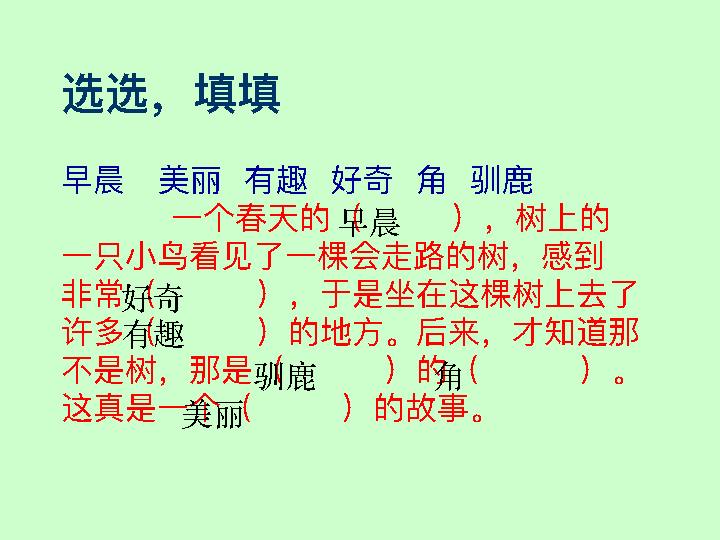 选选，填填
早晨 美丽 有趣 好奇 角 驯鹿
一个春天的（早晨），树上的
一只小鸟看见了一棵会走路的树，感到
非常（好奇），于是坐在这棵树上去了
许多（有趣）的地方。后来，才知道那
不是树，那是（驯鹿）的（角）。
这真是一个（美丽）的故事。